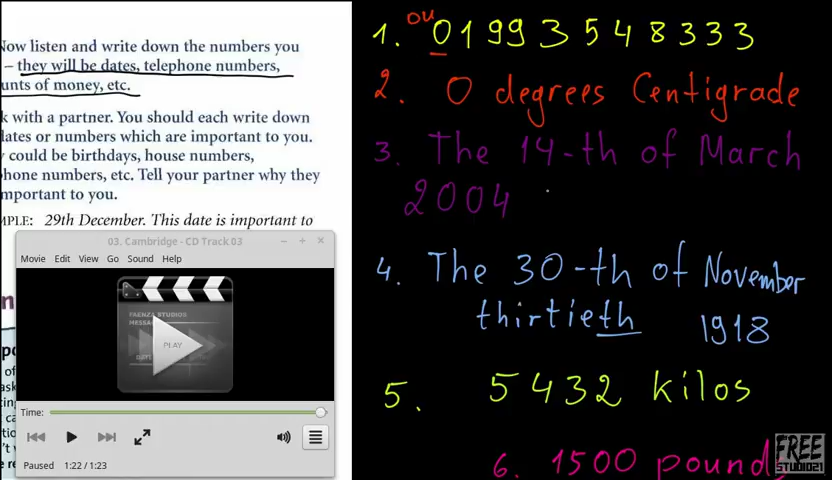 Now listen and write down the numbers you
– they will be dates, telephone numbers,
unts of money, etc.
k with a partner. You should each write down
lates or numbers which are important to you.
could be birthdays, house numbers,
hone numbers, etc. Tell your partner why they
mportant to you.
MPLE: 29th December. This date is important to
03. Cambridge - CD Track 03
Movie Edit View Go Sound Help
FAENZA STUDIOS
MESSAG
PLAY
Time:
Paused 1:22 / 1:23
ou
1. 01993548333
2. 0 degrees Centigrade
3. The 14-th of March
2004
4. The 30-th of November
thirtieth 1918
5. 5432 kilos
6. 1500 pounds
FREE
STUDIO21